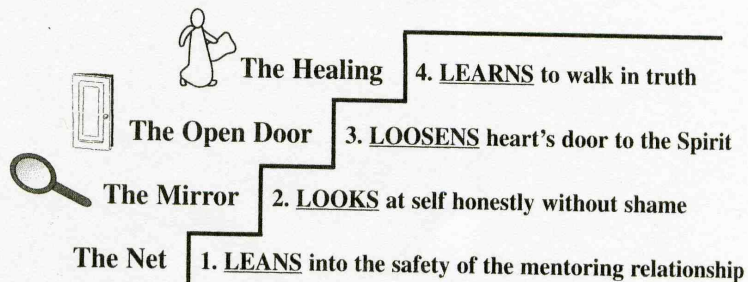 The Healing 4. LEARNS to walk in truth
The Open Door 3. LOOSENS heart's door to the Spirit
The Mirror 2. LOOKS at self honestly without shame
The Net 1. LEANS into the safety of the mentoring relationship